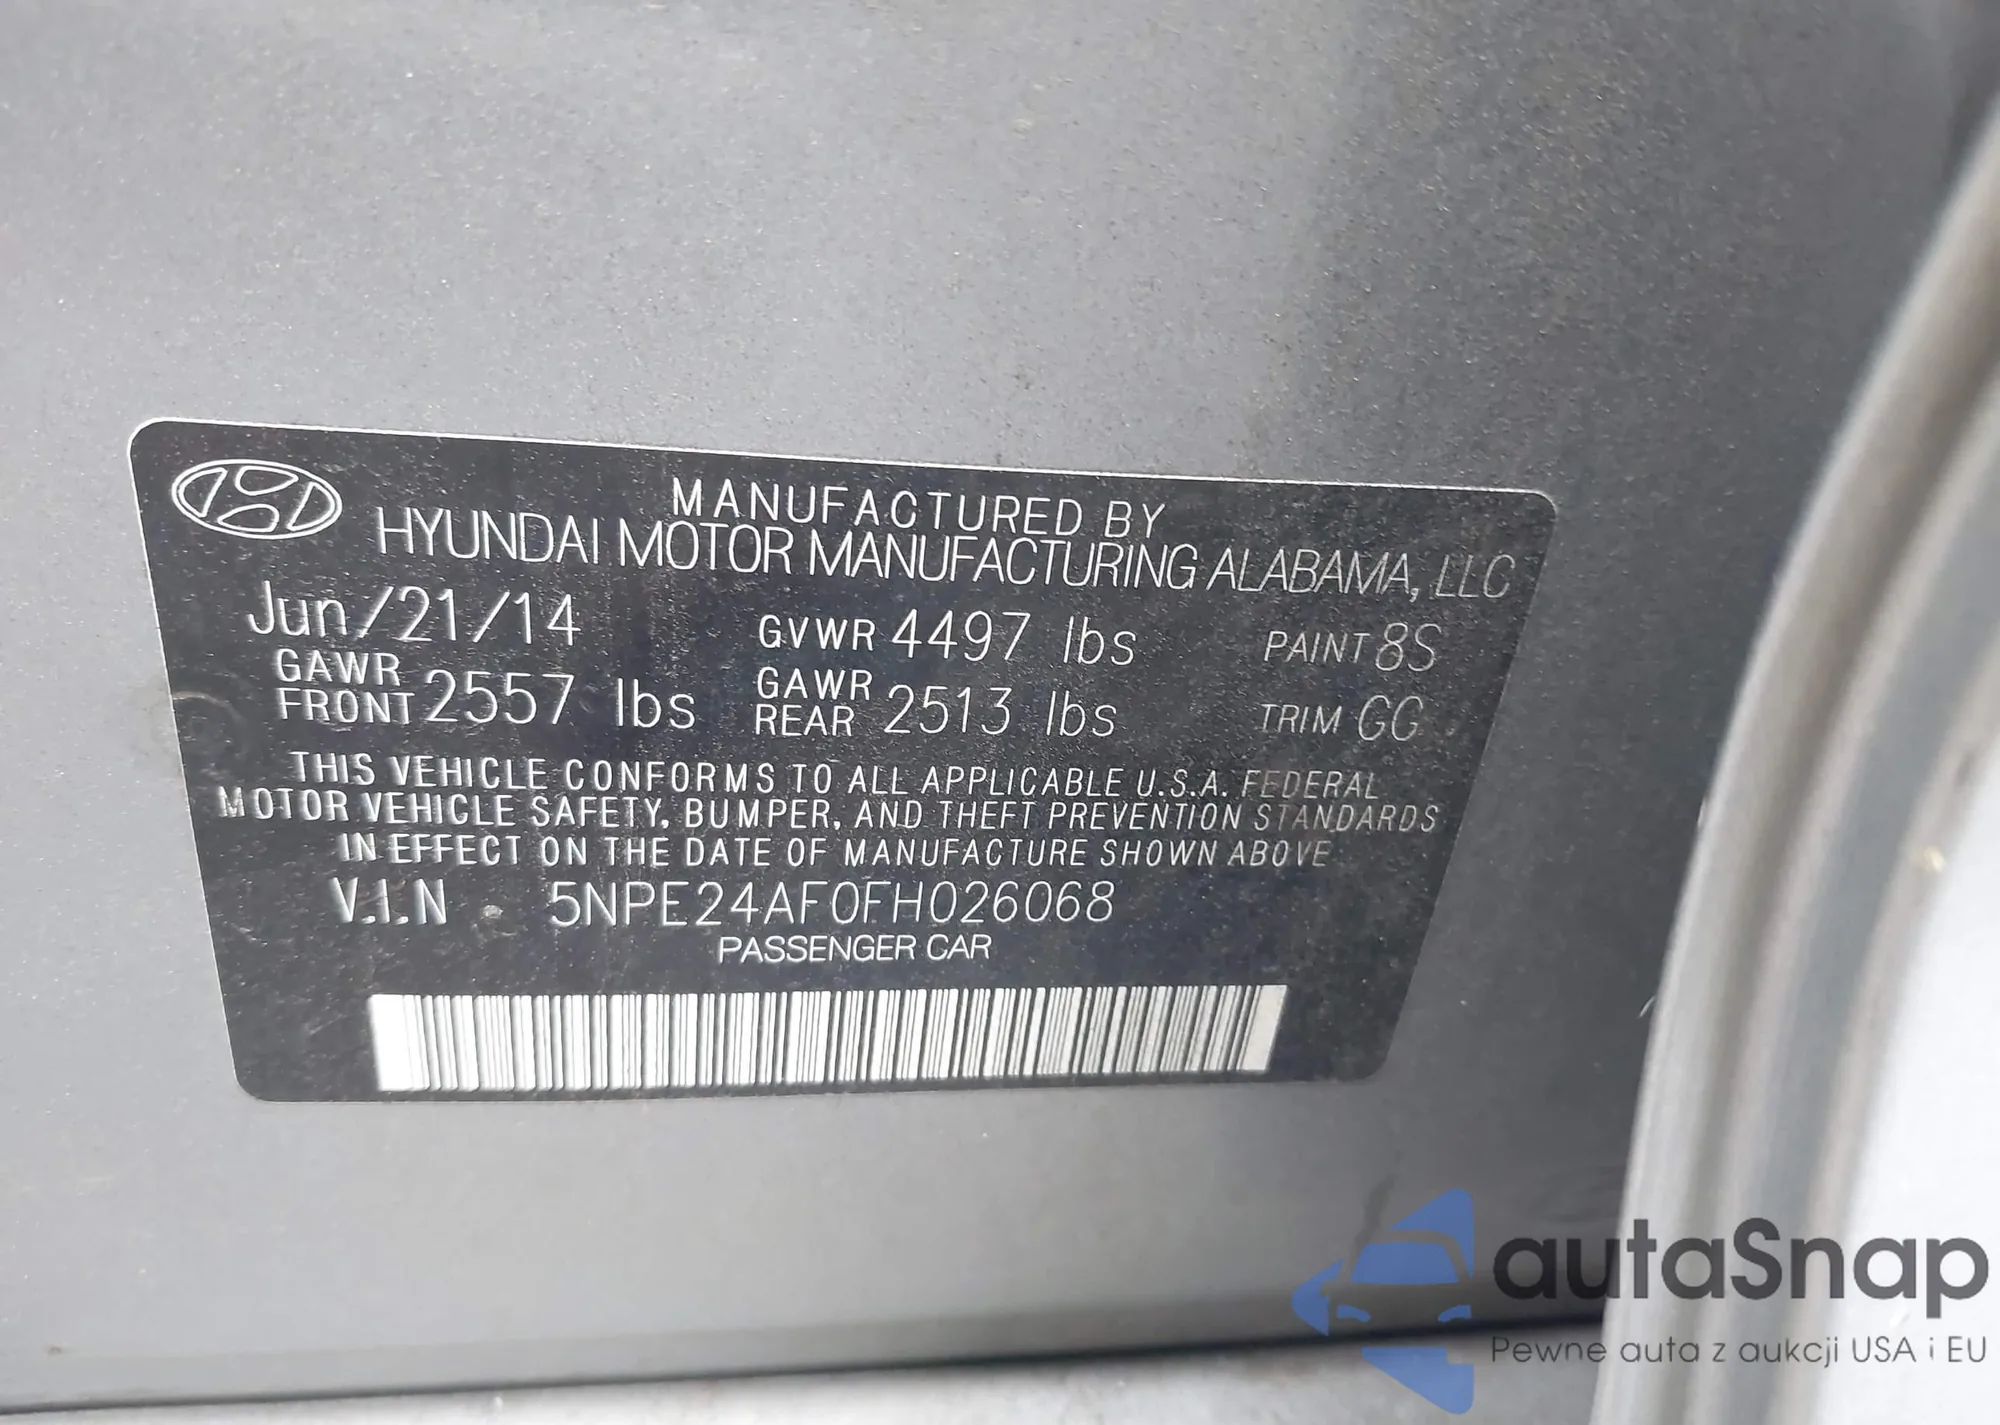 MANUFACTURED BY
HYUNDAI MOTOR MANUFACTURING ALABAMA, LLC
Jun/21/14 GVWR 4497 lbs PAINT 8S
GAWR FRONT 2557 lbs GAWR REAR 2513 lbs TRIM GG
THIS VEHICLE CONFORMS TO ALL APPLICABLE U.S.A. FEDERAL
MOTOR VEHICLE SAFETY, BUMPER, AND THEFT PREVENTION STANDARDS
IN EFFECT ON THE DATE OF MANUFACTURE SHOWN ABOVE
V.I.N 5NPE24AF0FH026068
PASSENGER CAR
autaSnap
Pewne auta z aukcji USA i EU